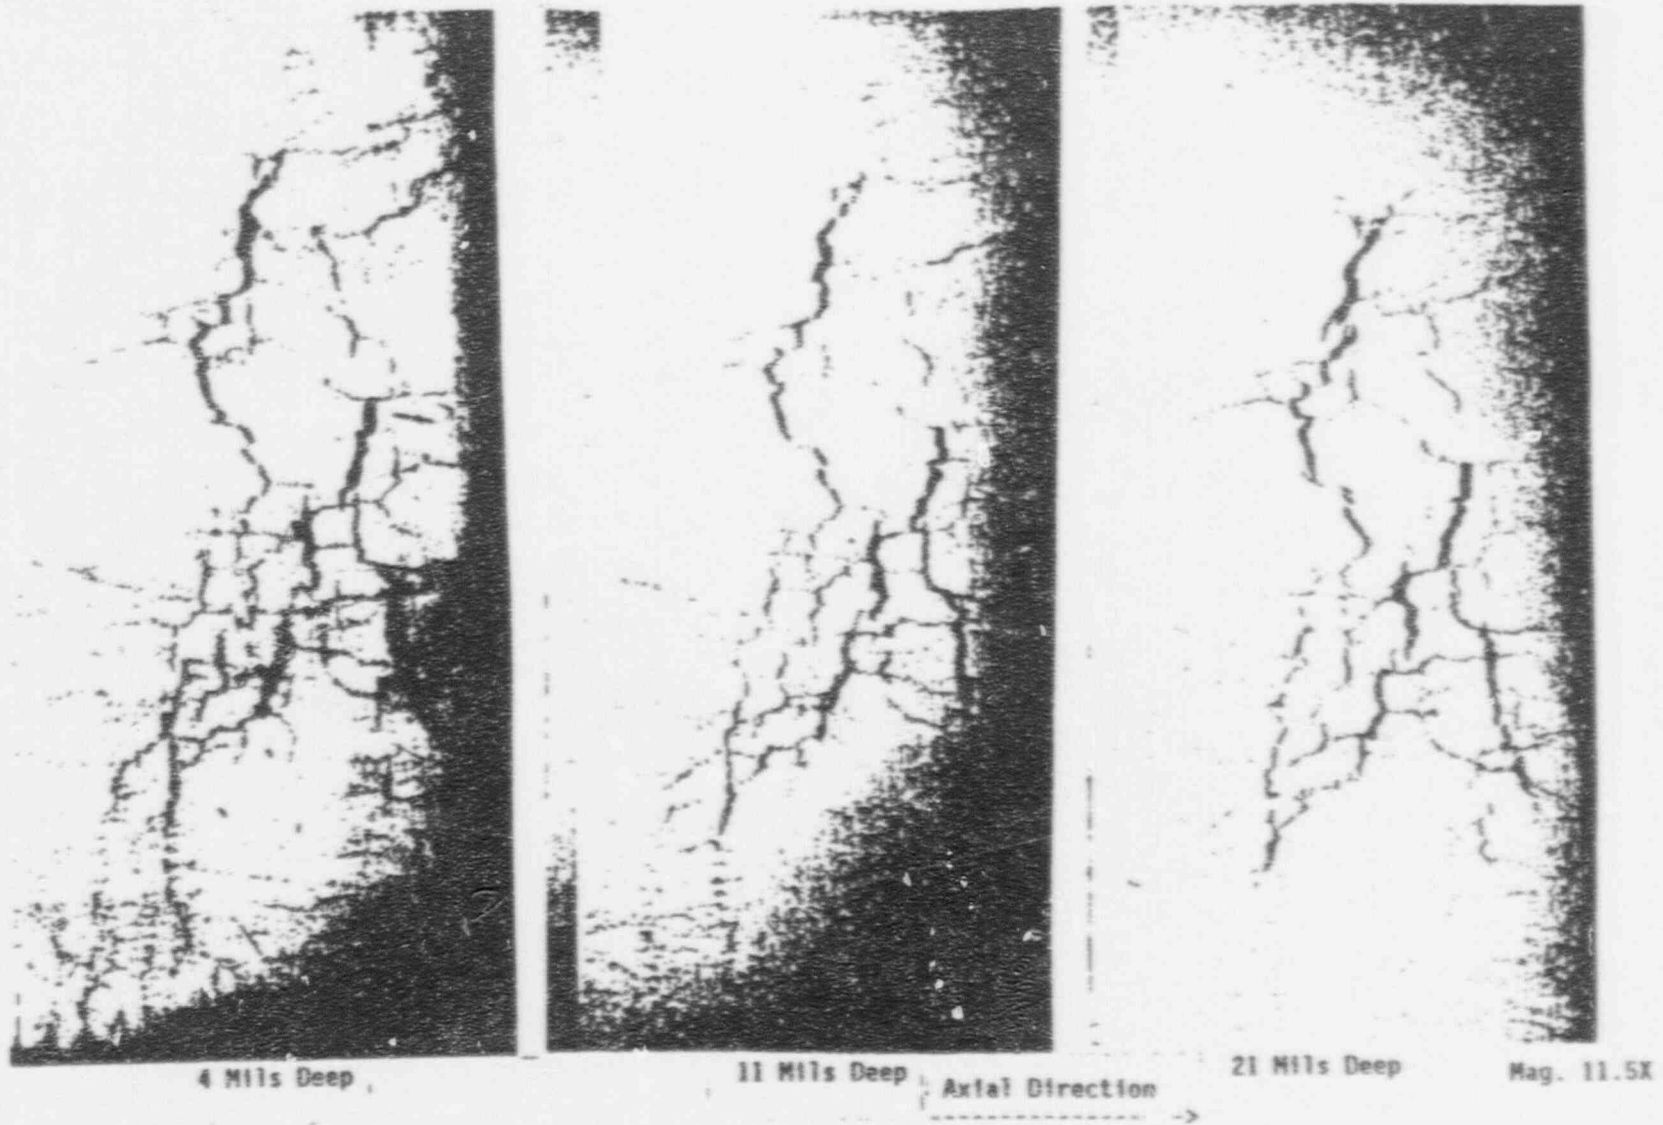 4 Mils Deep
11 Mils Deep
21 Mils Deep
Mag. 11.5X
Axial Direction